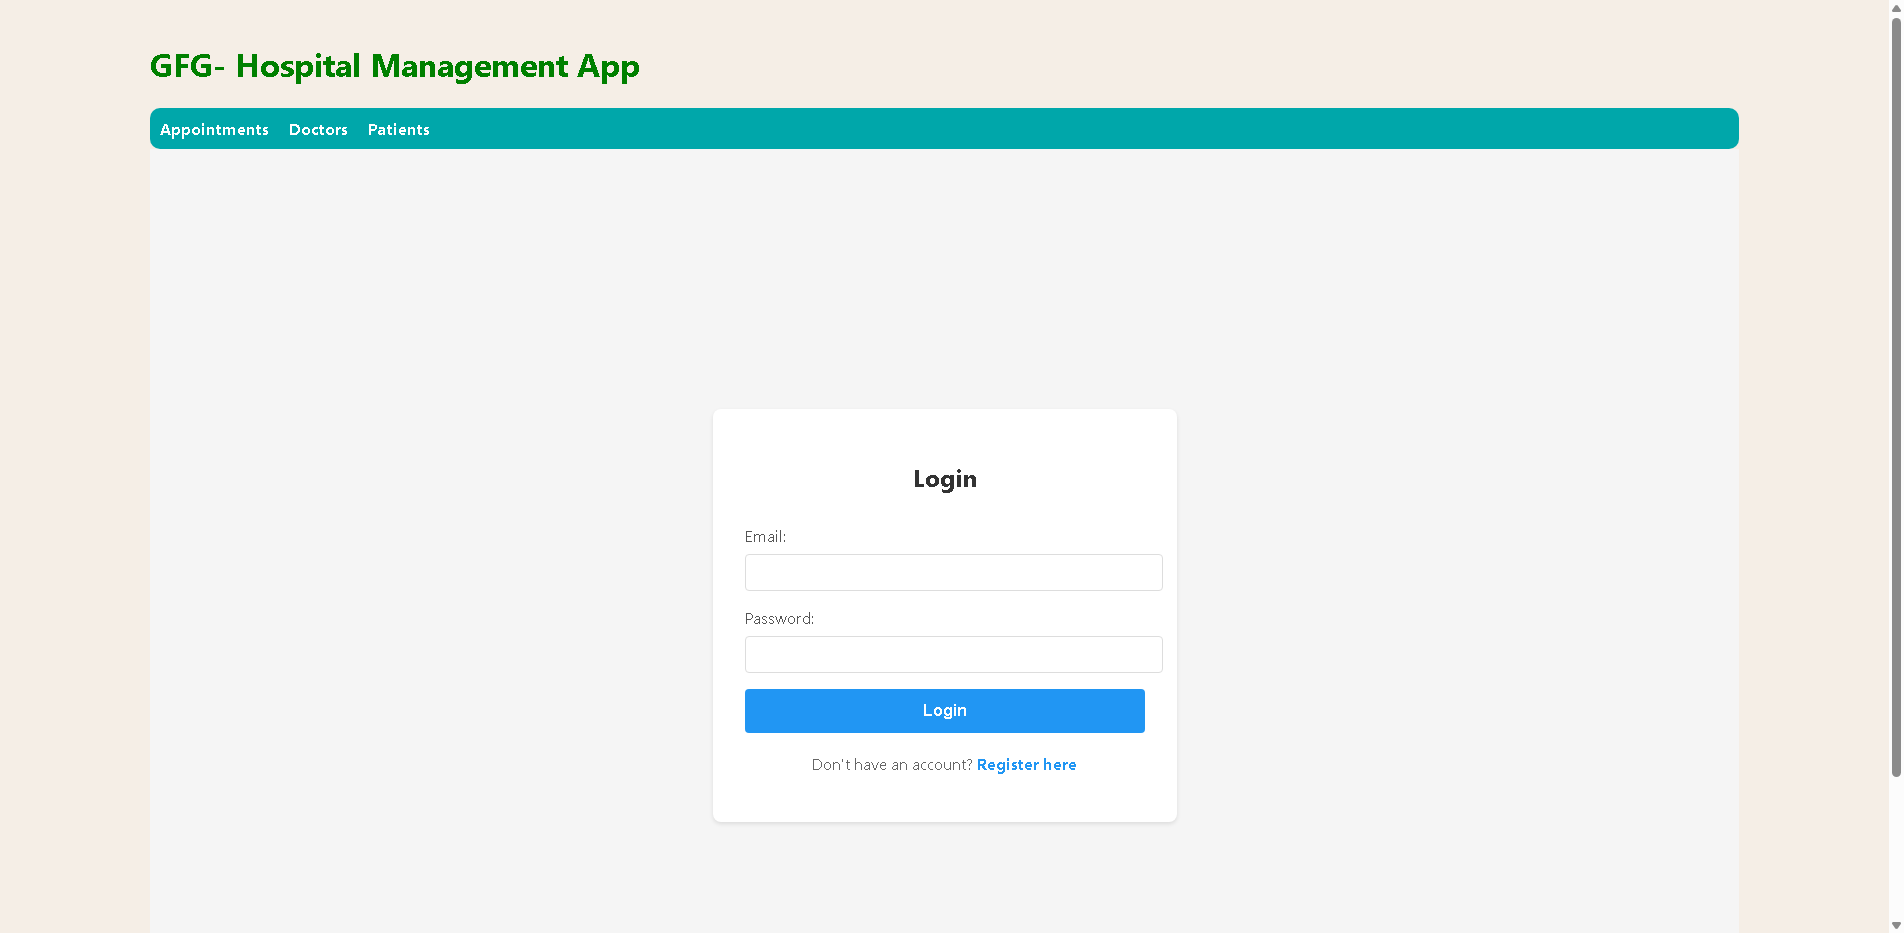 GFG- Hospital Management App
Appointments Doctors Patients
Login
Email:
Password:
Login
Don't have an account? Register here